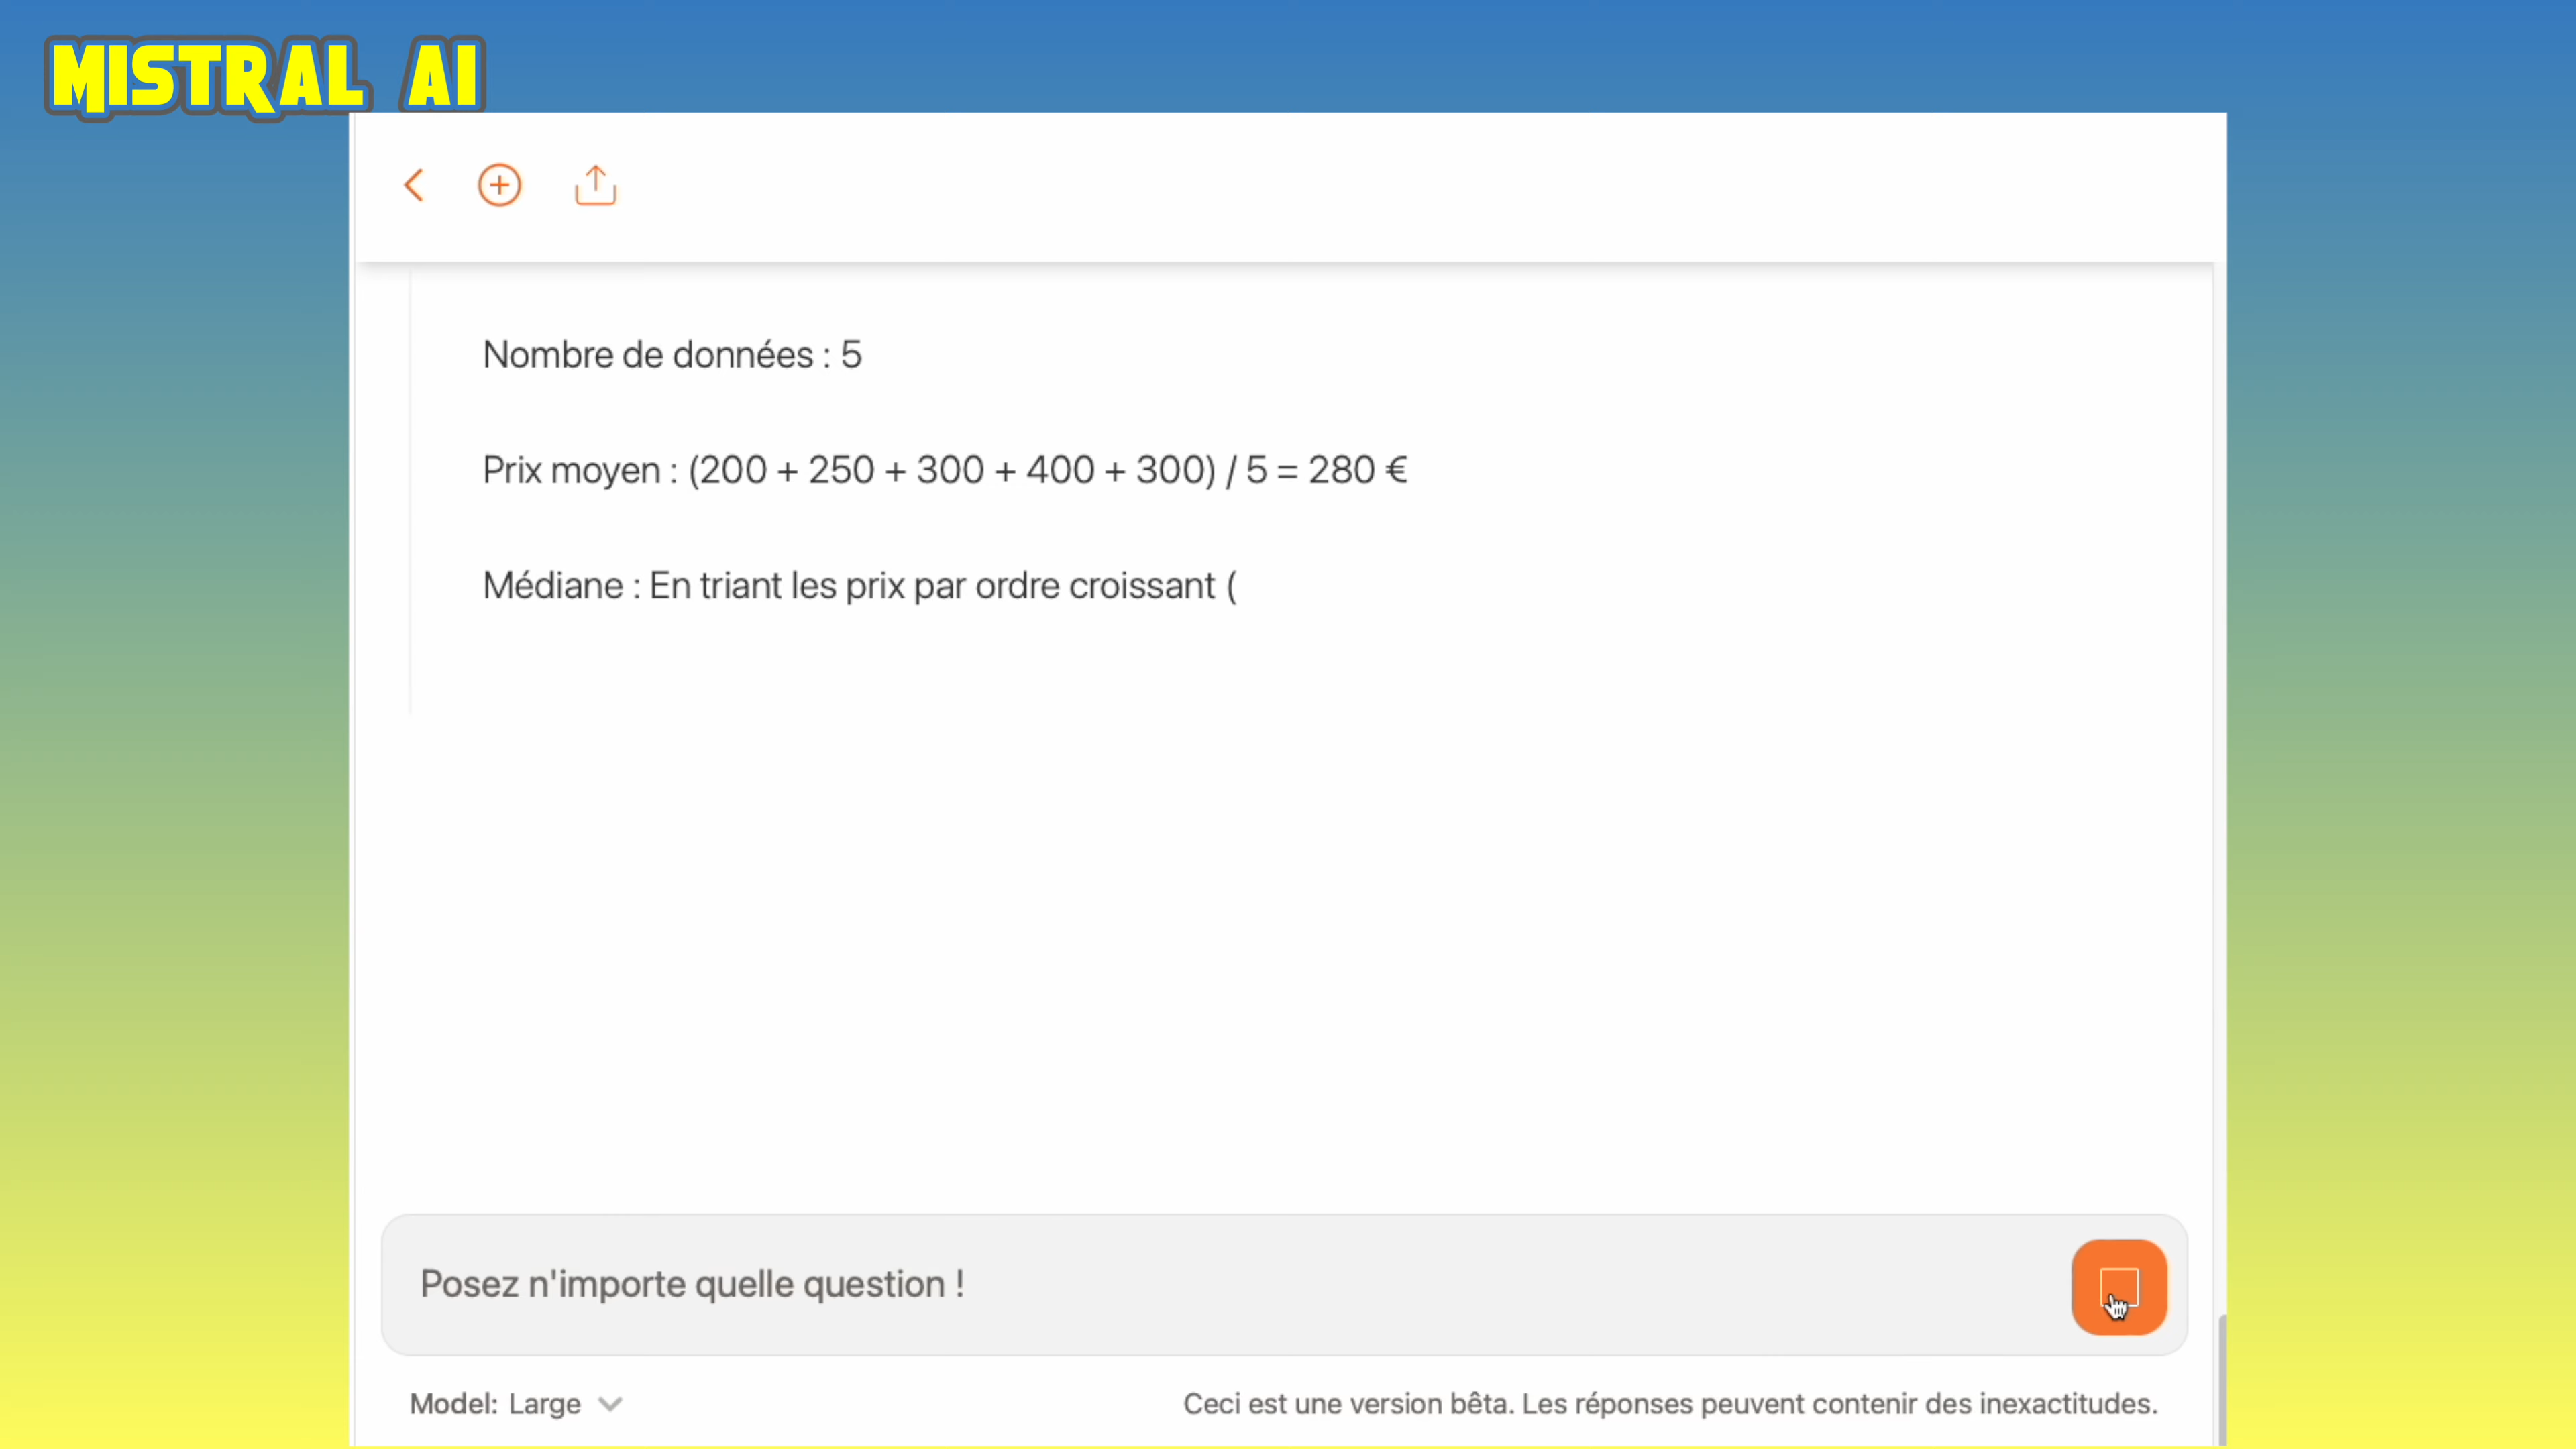 MISTRAL AI
Nombre de données : 5
Prix moyen : (200 + 250 + 300 + 400 + 300) / 5 = 280 €
Médiane : En triant les prix par ordre croissant (
Posez n'importe quelle question !
Model: Large
Ceci est une version bêta. Les réponses peuvent contenir des inexactitudes.